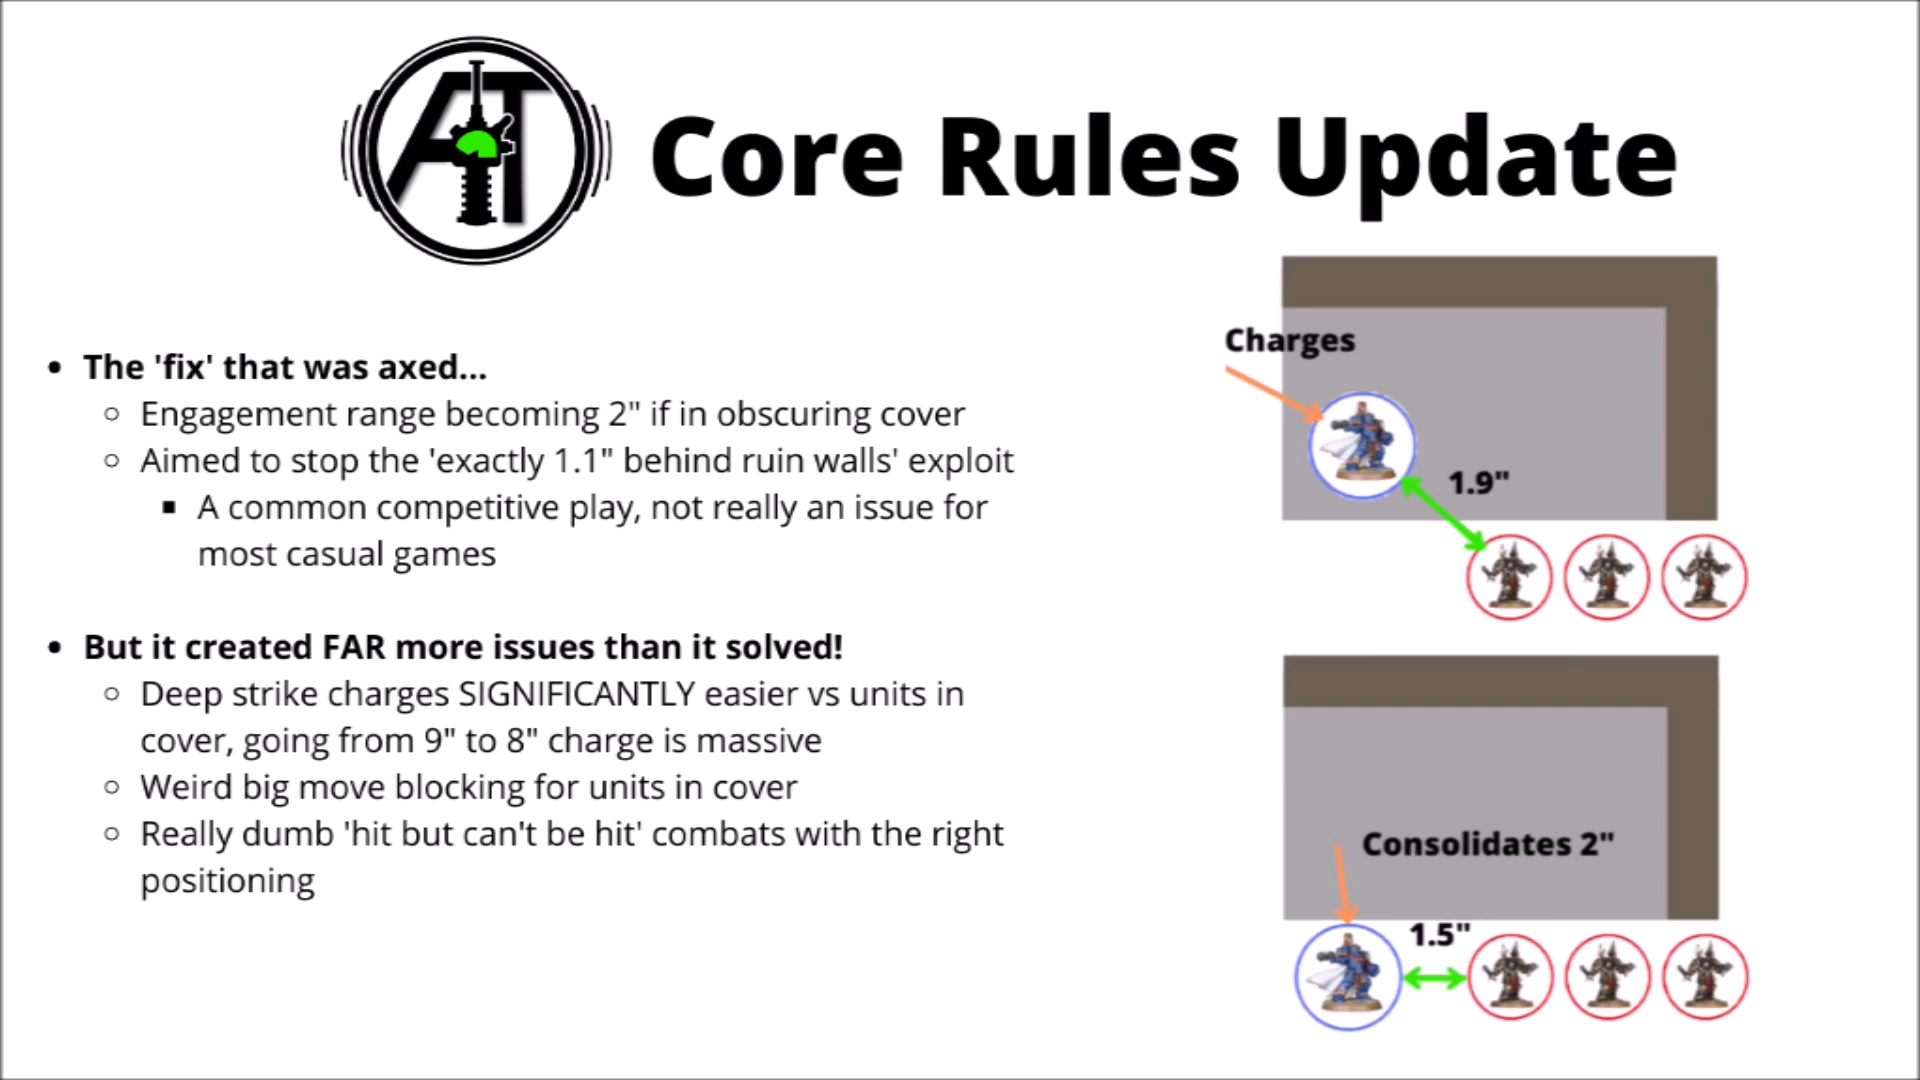 AT
Core Rules Update
• The 'fix' that was axed...
○ Engagement range becoming 2" if in obscuring cover
○ Aimed to stop the 'exactly 1.1" behind ruin walls' exploit
▪ A common competitive play, not really an issue for
most casual games
• But it created FAR more issues than it solved!
○ Deep strike charges SIGNIFICANTLY easier vs units in
cover, going from 9" to 8" charge is massive
○ Weird big move blocking for units in cover
○ Really dumb 'hit but can't be hit' combats with the right
positioning
Charges
1.9"
Consolidates 2"
1.5"